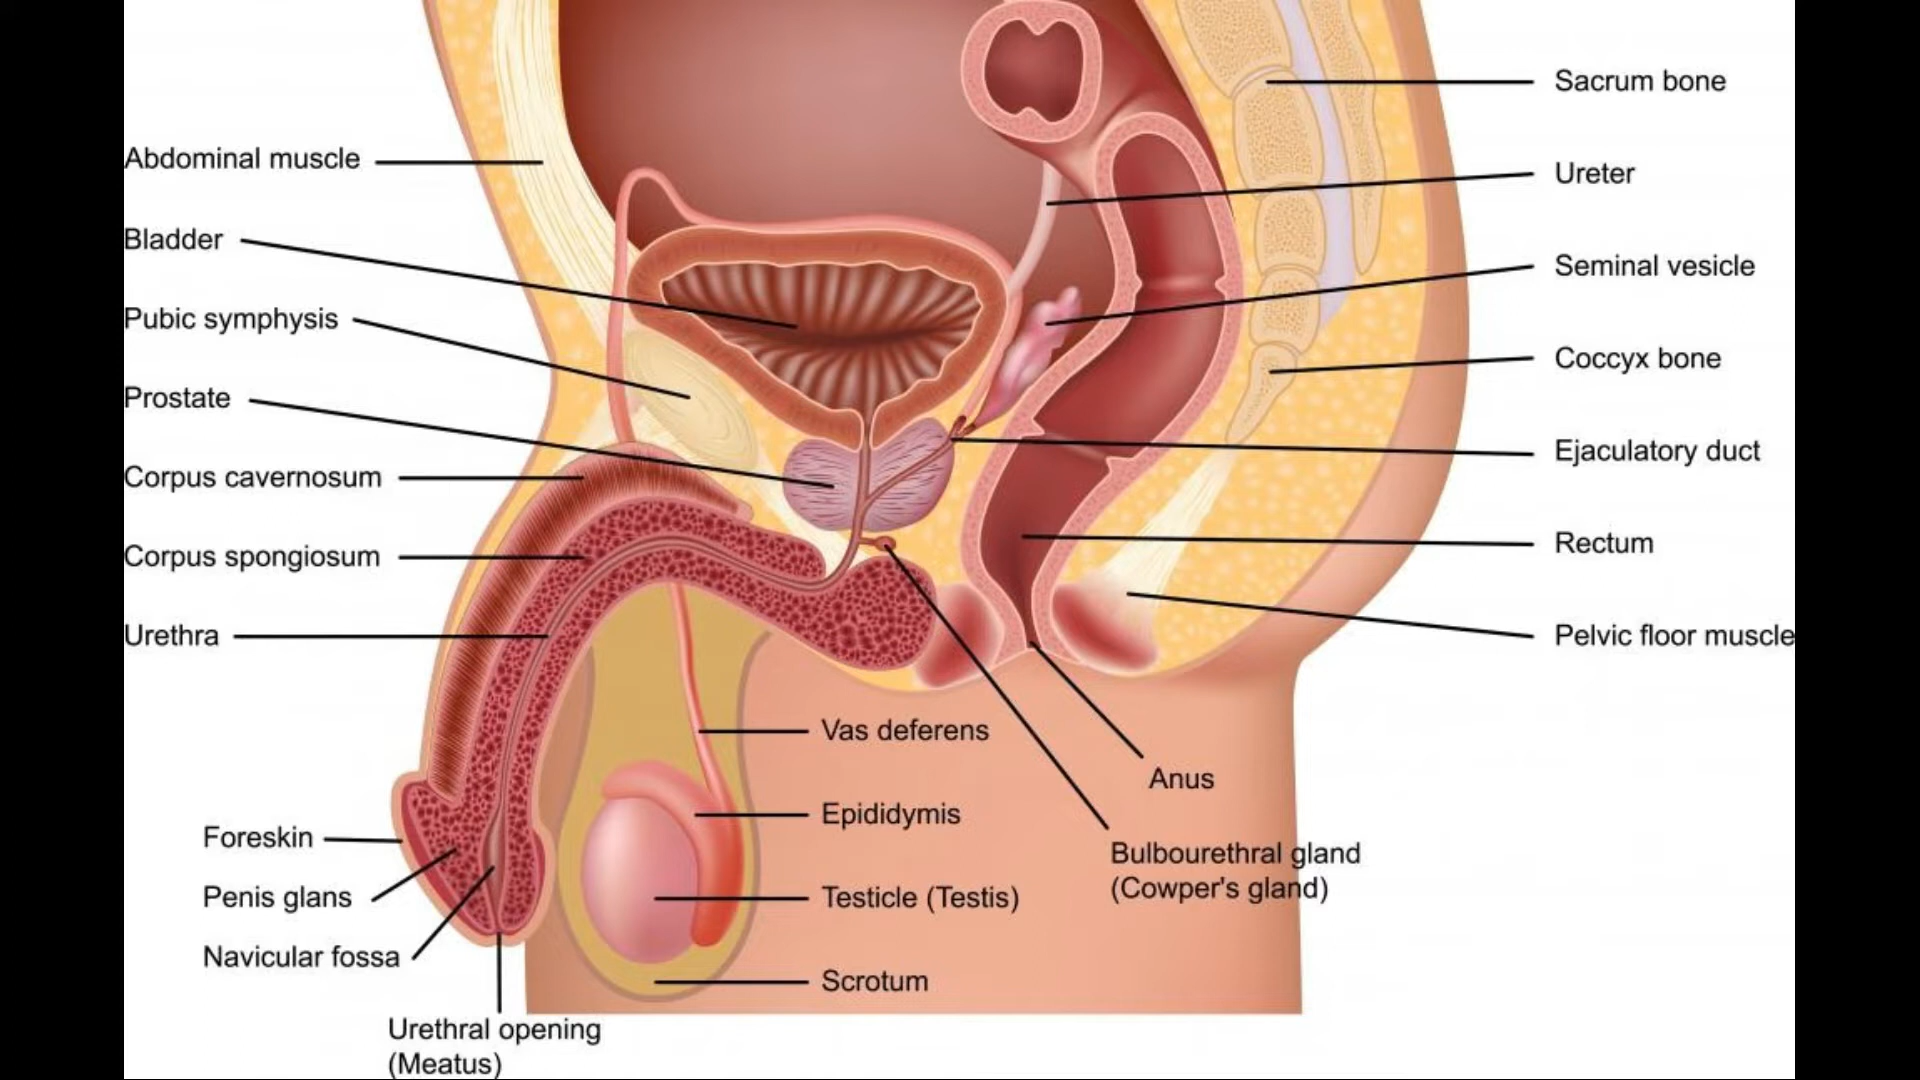 Abdominal muscle
Bladder
Pubic symphysis
Prostate
Corpus cavernosum
Corpus spongiosum
Urethra
Foreskin
Penis glans
Navicular fossa
Urethral opening
(Meatus)
Vas deferens
Epididymis
Testicle (Testis)
Scrotum
Anus
Bulbourethral gland
(Cowper's gland)
Sacrum bone
Ureter
Seminal vesicle
Coccyx bone
Ejaculatory duct
Rectum
Pelvic floor muscle